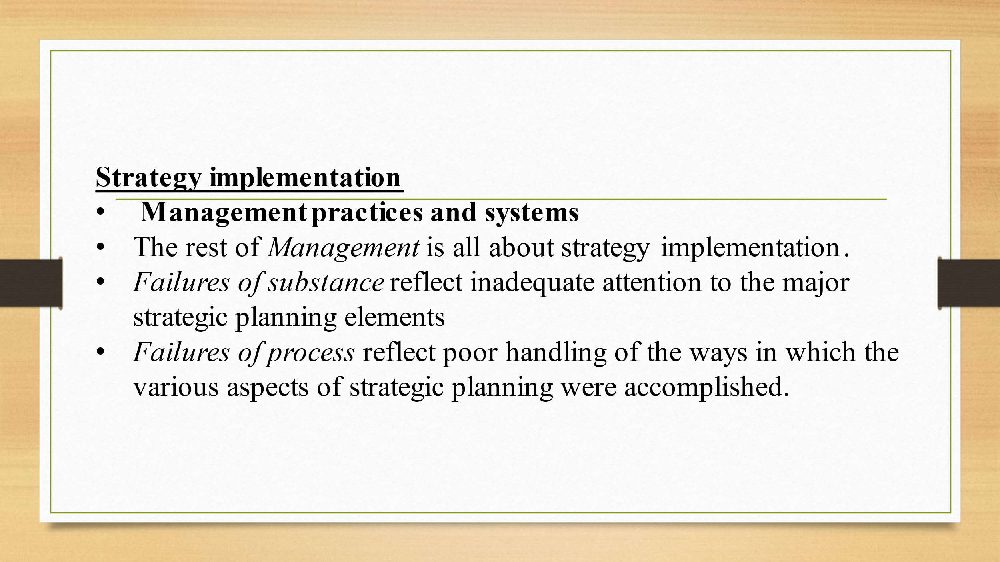 Strategy implementation
• Management practices and systems
• The rest of Management is all about strategy implementation.
• Failures of substance reflect inadequate attention to the major
strategic planning elements
• Failures of process reflect poor handling of the ways in which the
various aspects of strategic planning were accomplished.